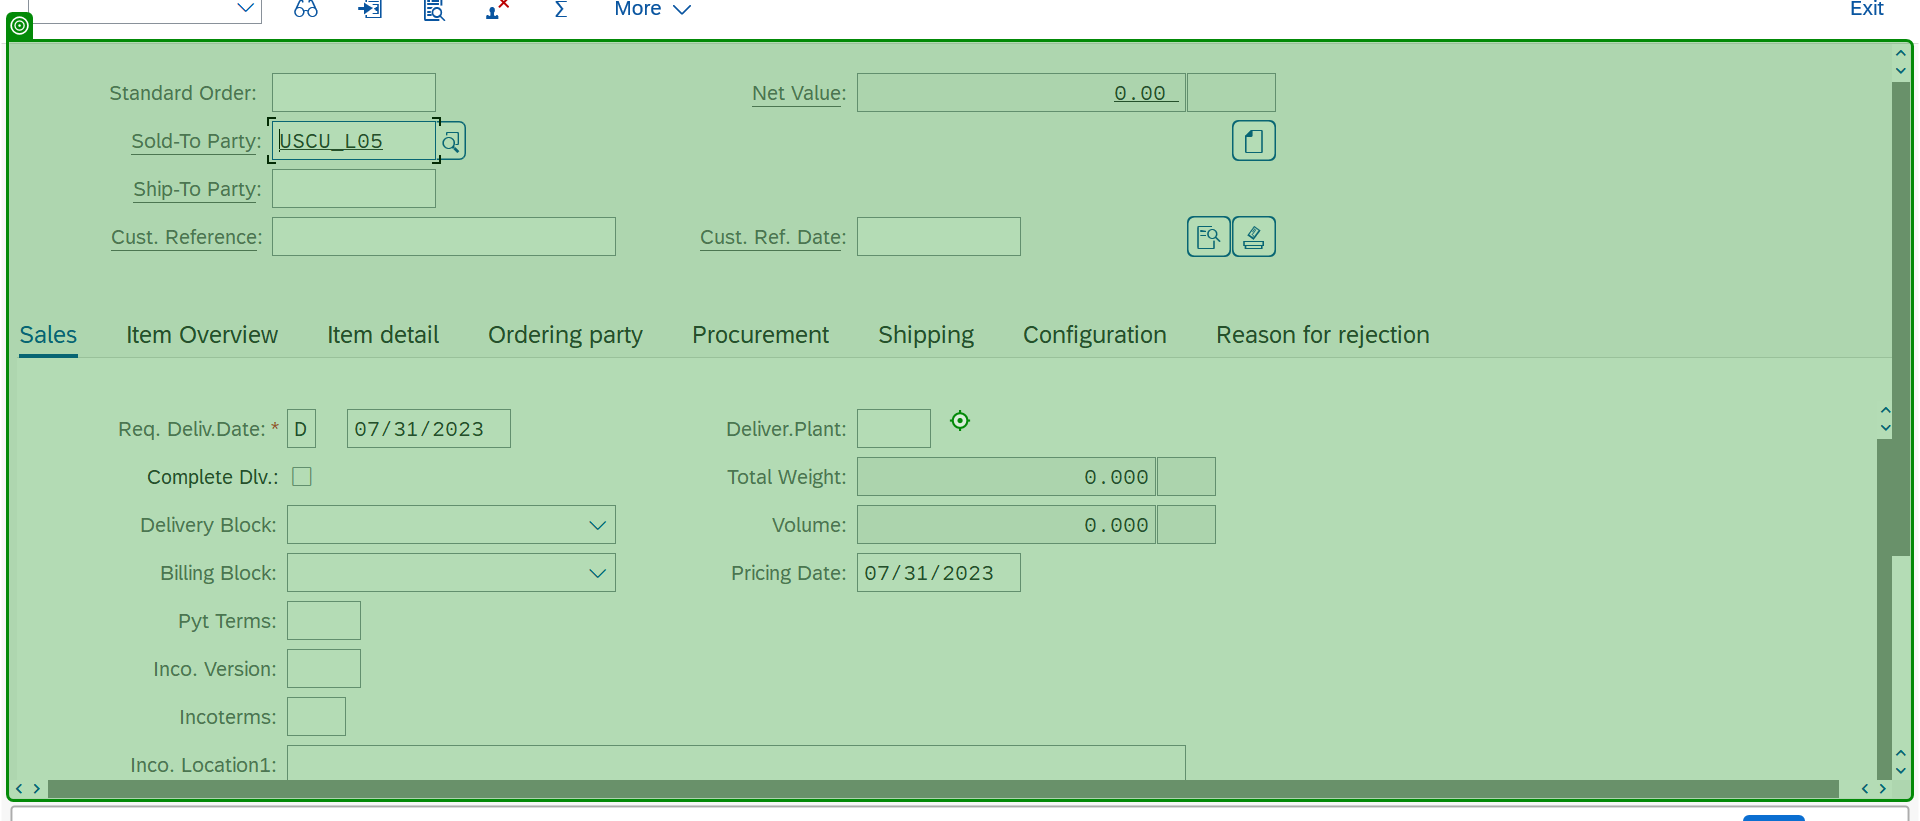 More Exit
Standard Order: Net Value: 0.00
Sold-To Party: USCU_L05
Ship-To Party:
Cust. Reference: Cust. Ref. Date:
Sales Item Overview Item detail Ordering party Procurement Shipping Configuration Reason for rejection
Req. Deliv.Date: * D 07/31/2023 Deliver.Plant:
Complete Dlv.: Total Weight: 0.000
Delivery Block: Volume: 0.000
Billing Block: Pricing Date: 07/31/2023
Pyt Terms:
Inco. Version:
Incoterms:
Inco. Location1: